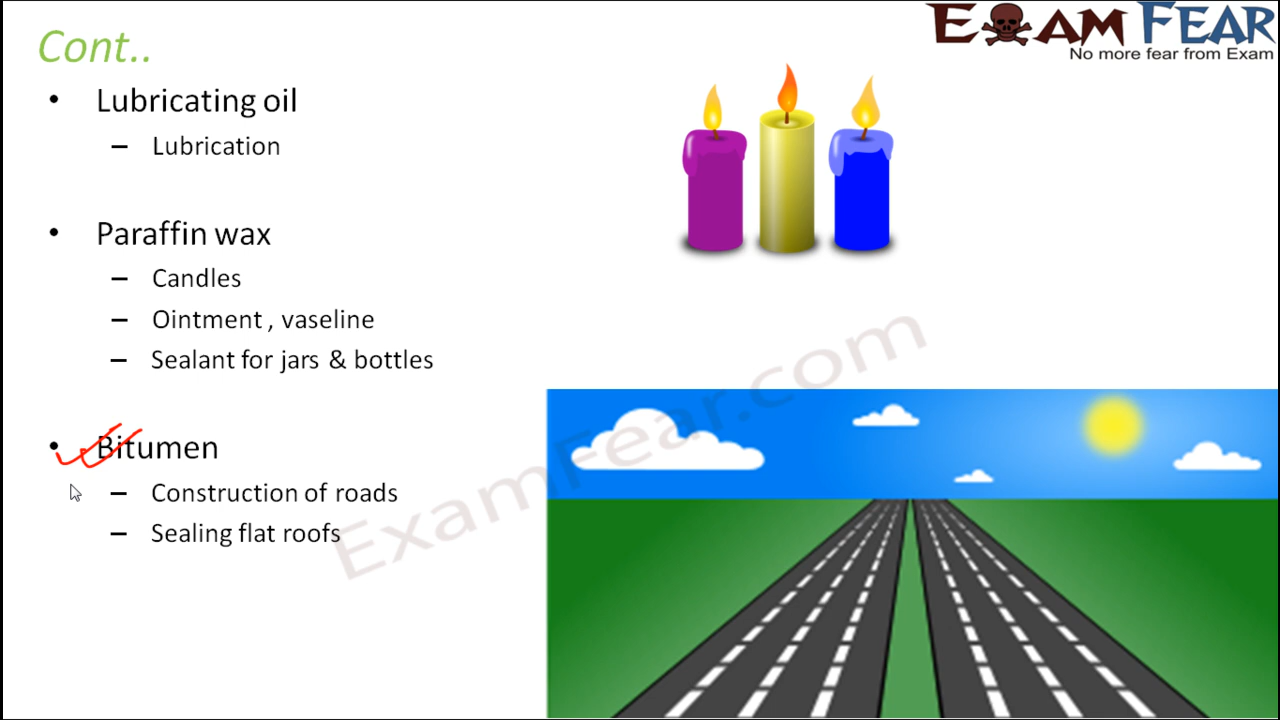 Cont..
EXAM FEAR
No more fear from Exam
• Lubricating oil
– Lubrication
• Paraffin wax
– Candles
– Ointment , vaseline
– Sealant for jars & bottles
• Bitumen
– Construction of roads
– Sealing flat roofs
ExamFear.com